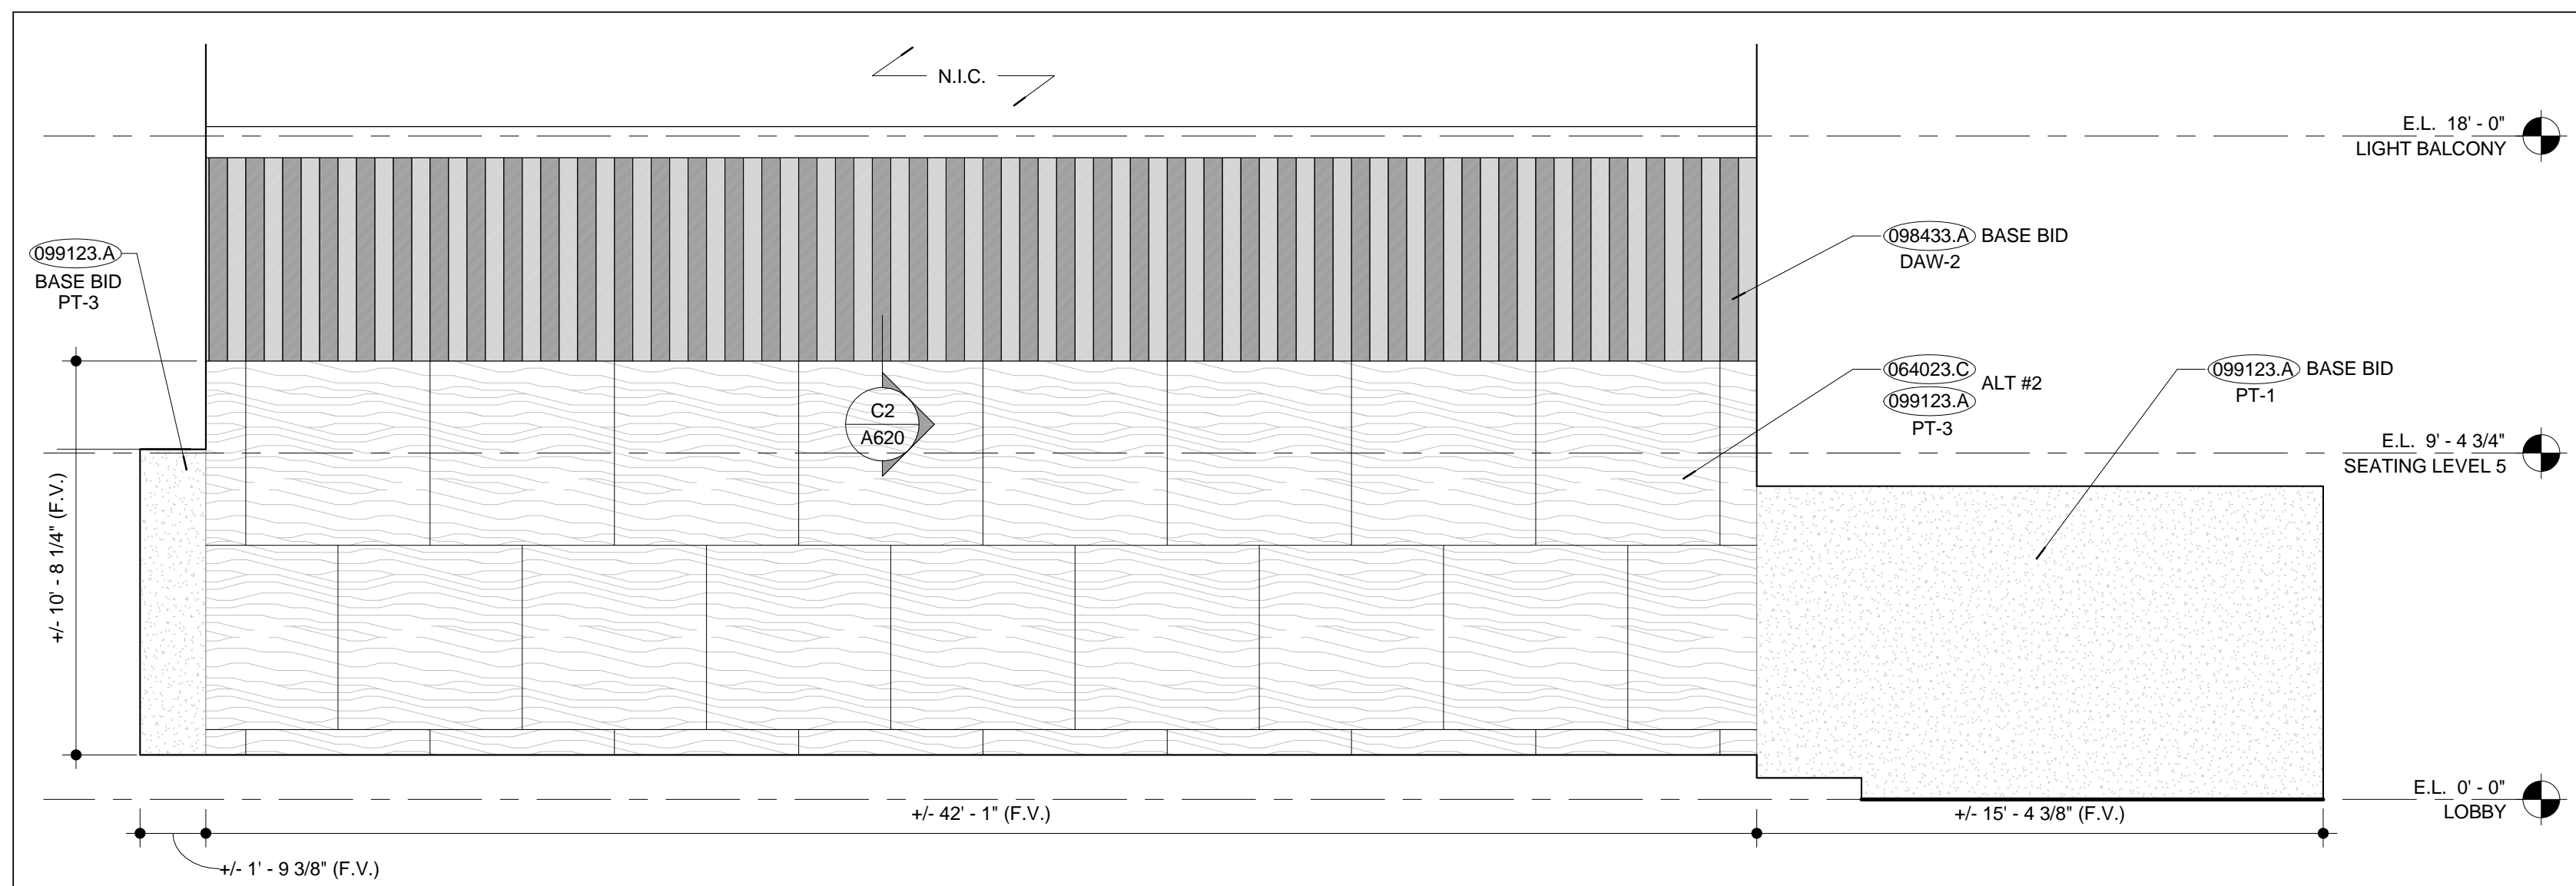 N.I.C.
E.L. 18' - 0"
LIGHT BALCONY
099123.A
BASE BID
PT-3
098433.A BASE BID
DAW-2
064023.C
ALT #2
099123.A
PT-3
099123.A BASE BID
PT-1
C2
A620
E.L. 9' - 4 3/4"
SEATING LEVEL 5
+/- 10' - 8 1/4" (F.V.)
E.L. 0' - 0"
LOBBY
+/- 42' - 1" (F.V.)
+/- 15' - 4 3/8" (F.V.)
+/- 1' - 9 3/8" (F.V.)